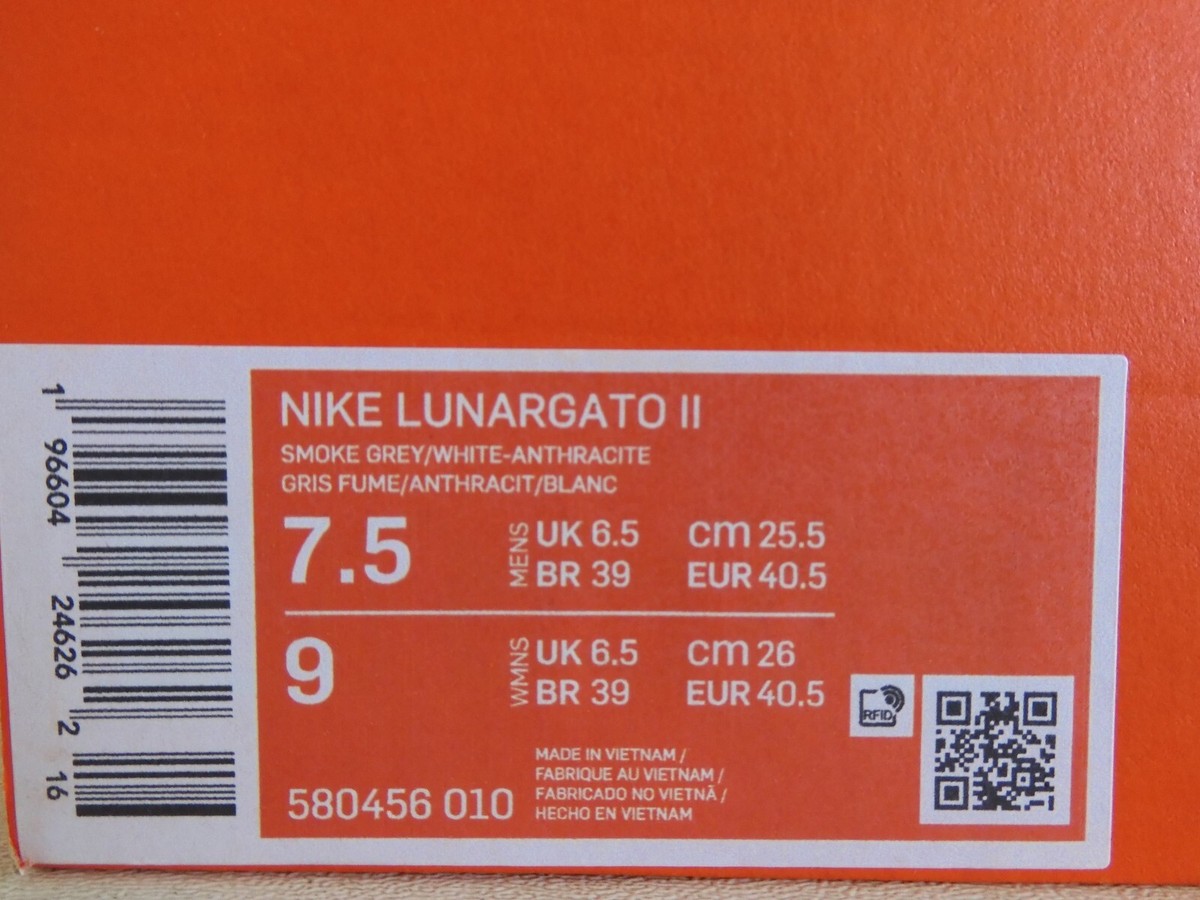 1 96604 24626 2 16
NIKE LUNARGATO II
SMOKE GREY/WHITE-ANTHRACITE
GRIS FUME/ANTHRACIT/BLANC
7.5 MENS UK 6.5 cm 25.5
BR 39 EUR 40.5
9 WMNS UK 6.5 cm 26
BR 39 EUR 40.5
RFID
MADE IN VIETNAM /
FABRIQUE AU VIETNAM /
FABRICADO NO VIETNÃ /
HECHO EN VIETNAM
580456 010